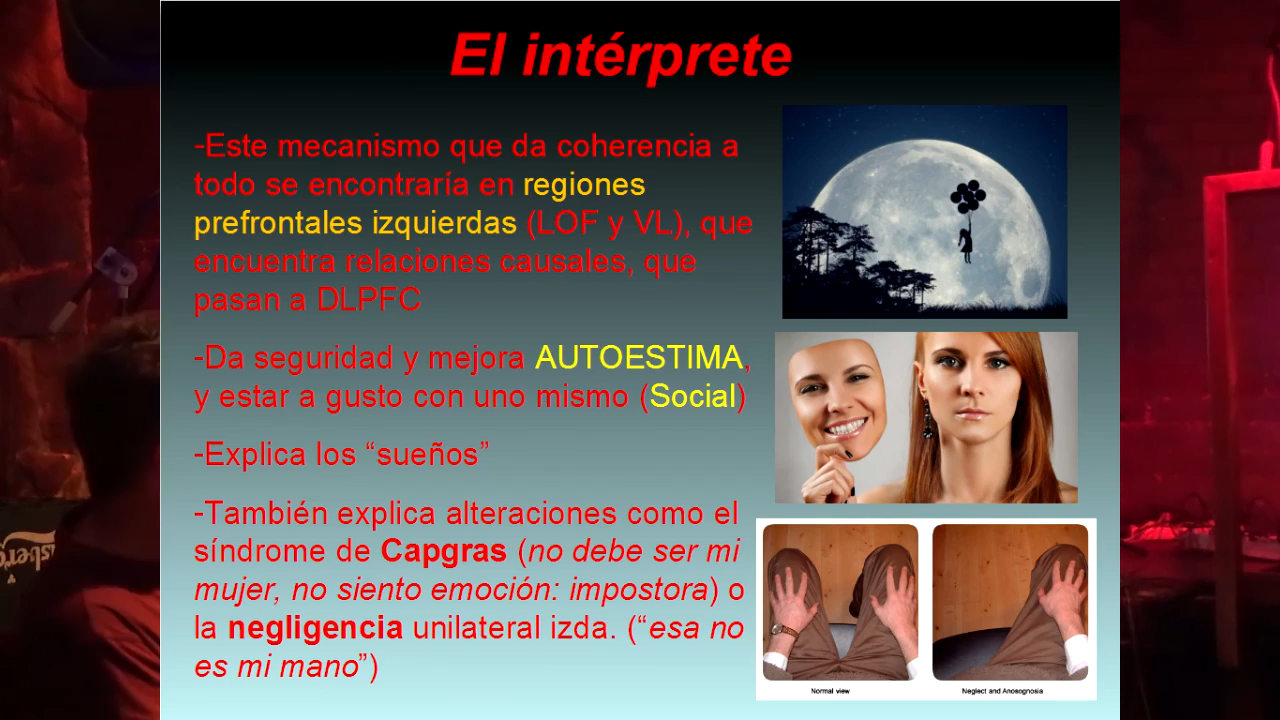 El intérprete
-Este mecanismo que da coherencia a
todo se encontraría en regiones
prefrontales izquierdas (LOF y VL), que
encuentra relaciones causales, que
pasan a DLPFC
-Da seguridad y mejora AUTOESTIMA,
y estar a gusto con uno mismo (Social)
-Explica los “sueños”
-También explica alteraciones como el
síndrome de Capgras (no debe ser mi
mujer, no siento emoción: impostora) o
la negligencia unilateral izda. (“esa no
es mi mano”)
Normal view
Neglect and Anosognosia